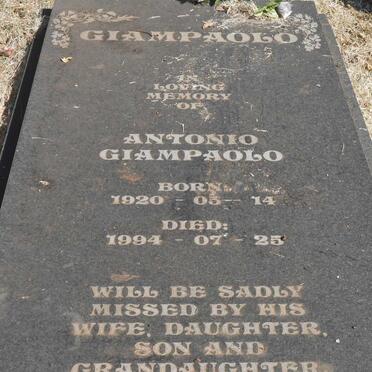 GIAMPAOLO
IN
LOVING
MEMORY
OF
ANTONIO
GIAMPAOLO
BORN:
1920 - 05 - 14
DIED:
1994 - 07 - 25
WILL BE SADLY
MISSED BY HIS
WIFE, DAUGHTER,
SON AND
GRANDAUGHTER